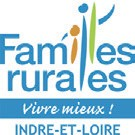 Familles
rurales
Vivre mieux !
INDRE-ET-LOIRE